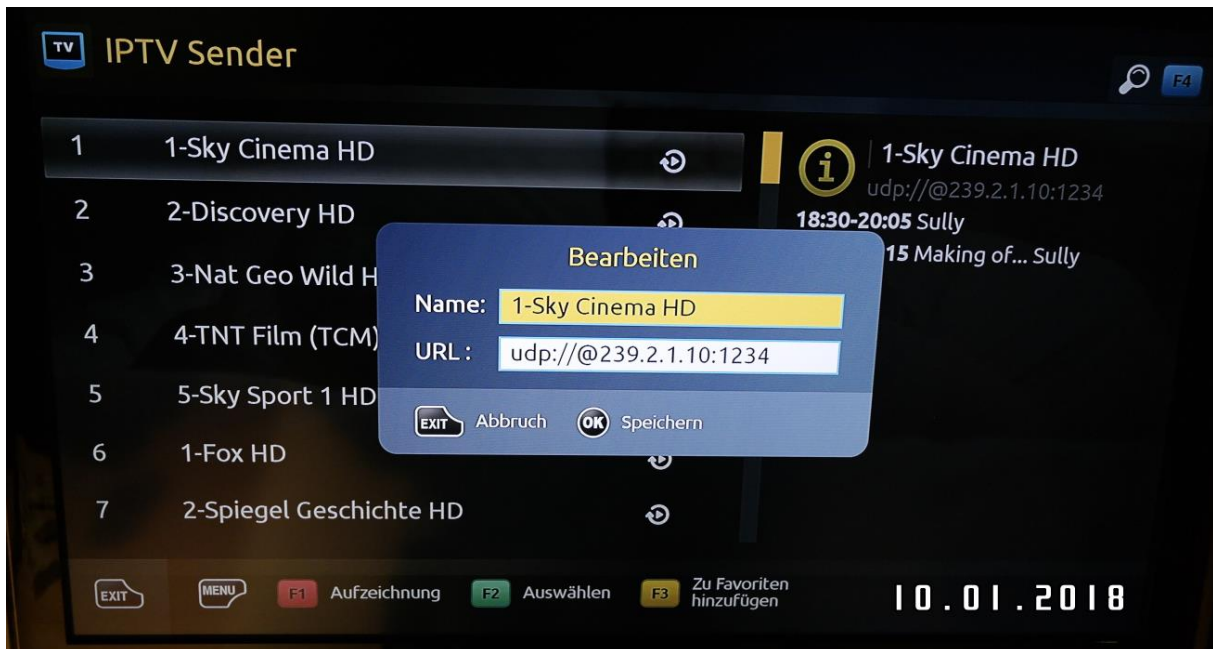 TV IPTV Sender
F4
1 1-Sky Cinema HD
2 2-Discovery HD
3 3-Nat Geo Wild H
4 4-TNT Film (TCM)
5 5-Sky Sport 1 HD
6 1-Fox HD
7 2-Spiegel Geschichte HD
i 1-Sky Cinema HD
udp://@239.2.1.10:1234
18:30-20:05 Sully
15 Making of... Sully
Bearbeiten
Name: 1-Sky Cinema HD
URL: udp://@239.2.1.10:1234
EXIT Abbruch OK Speichern
EXIT MENU F1 Aufzeichnung F2 Auswählen F3 Zu Favoriten
hinzufügen
10.01.2018